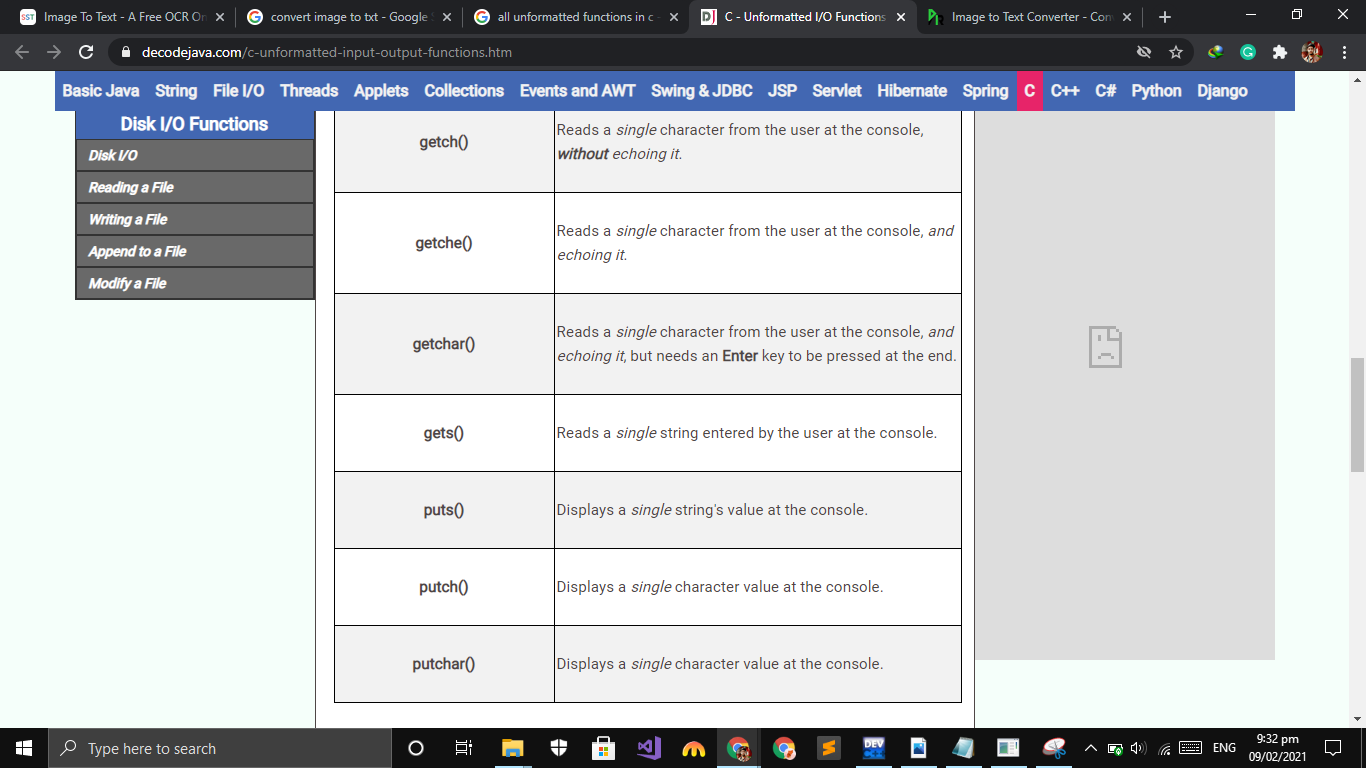 Image To Text - A Free OCR On
convert image to txt - Google
all unformatted functions in c -
C - Unformatted I/O Functions
Image to Text Converter - Con
decodejava.com/c-unformatted-input-output-functions.htm
Basic Java String File I/O Threads Applets Collections Events and AWT Swing & JDBC JSP Servlet Hibernate Spring C C++ C# Python Django
Disk I/O Functions
Disk I/O
Reading a File
Writing a File
Append to a File
Modify a File
getch()
Reads a single character from the user at the console,
without echoing it.
getche()
Reads a single character from the user at the console, and
echoing it.
getchar()
Reads a single character from the user at the console, and
echoing it, but needs an Enter key to be pressed at the end.
gets()
Reads a single string entered by the user at the console.
puts()
Displays a single string's value at the console.
putch()
Displays a single character value at the console.
putchar()
Displays a single character value at the console.
Type here to search
DEV
ENG
9:32 pm
09/02/2021